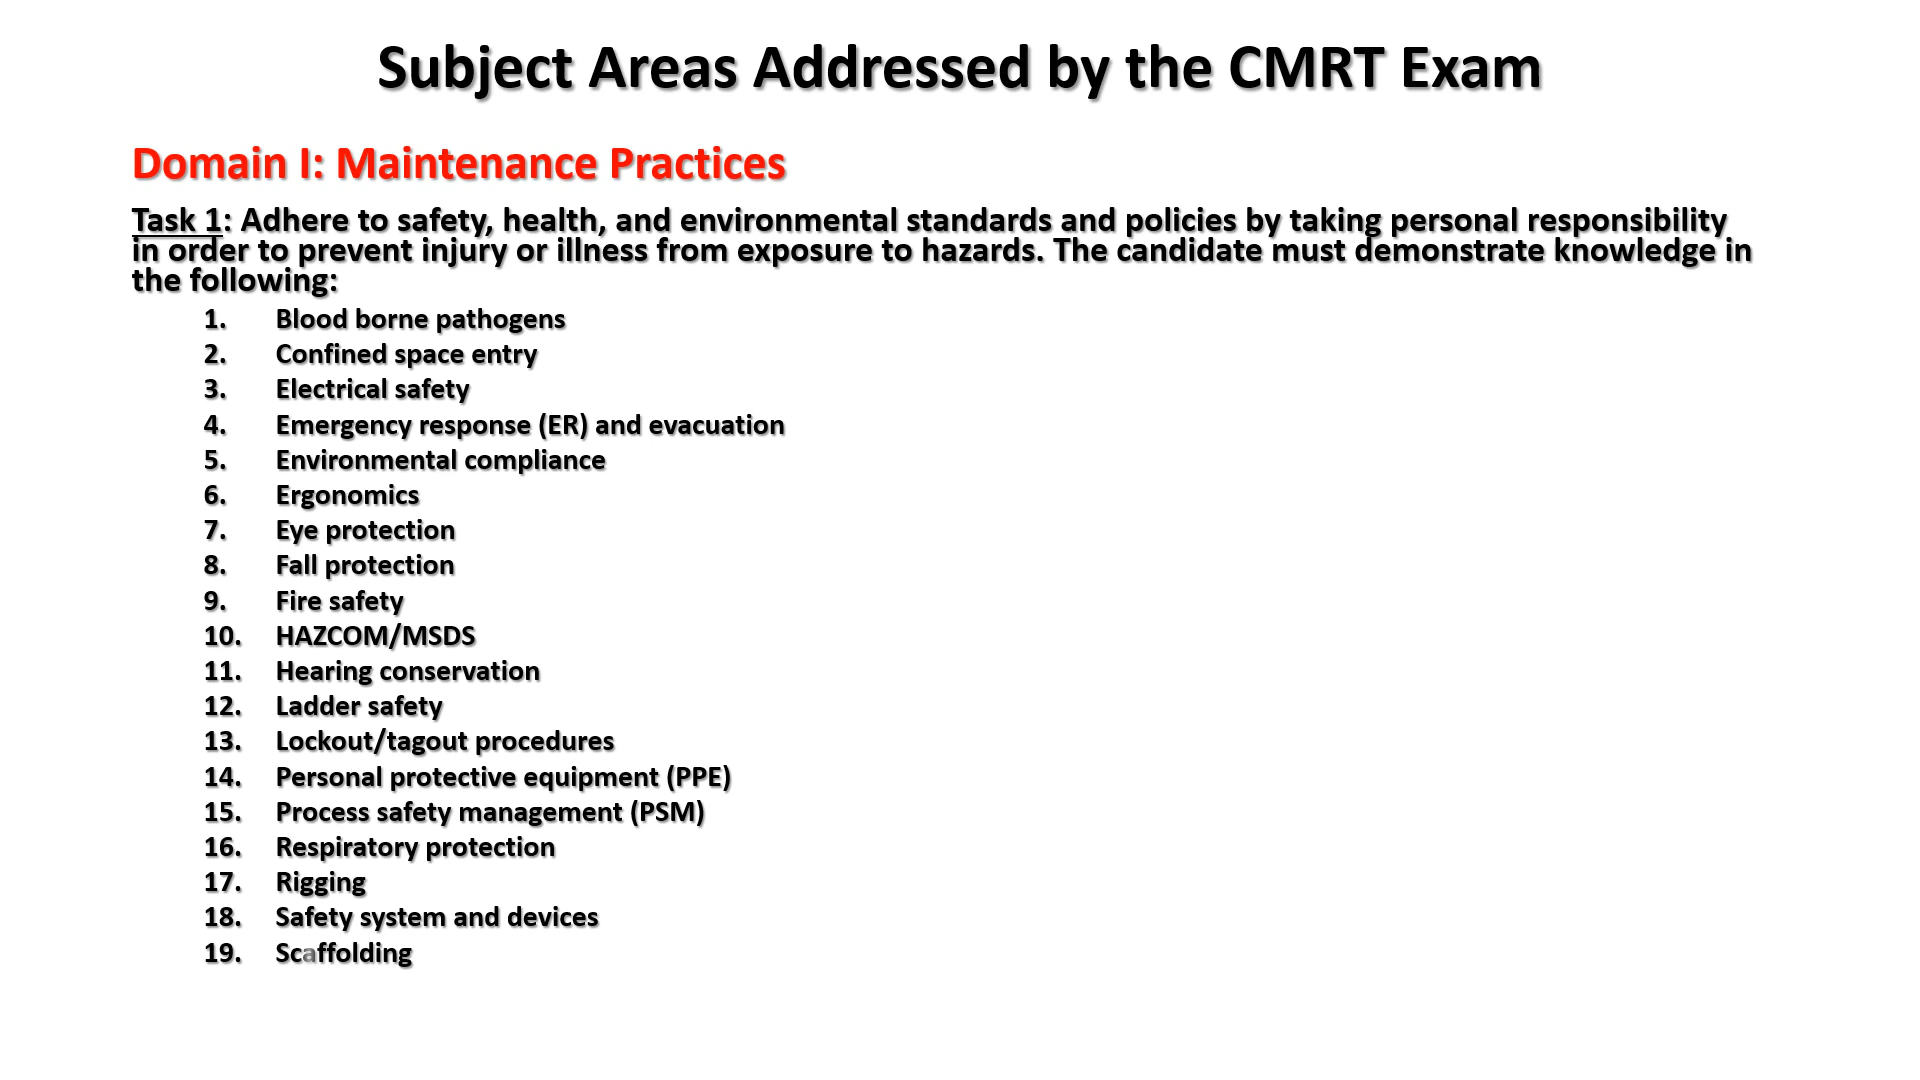 Subject Areas Addressed by the CMRT Exam
Domain I: Maintenance Practices
Task 1: Adhere to safety, health, and environmental standards and policies by taking personal responsibility
in order to prevent injury or illness from exposure to hazards. The candidate must demonstrate knowledge in
the following:
1. Blood borne pathogens
2. Confined space entry
3. Electrical safety
4. Emergency response (ER) and evacuation
5. Environmental compliance
6. Ergonomics
7. Eye protection
8. Fall protection
9. Fire safety
10. HAZCOM/MSDS
11. Hearing conservation
12. Ladder safety
13. Lockout/tagout procedures
14. Personal protective equipment (PPE)
15. Process safety management (PSM)
16. Respiratory protection
17. Rigging
18. Safety system and devices
19. Scaffolding